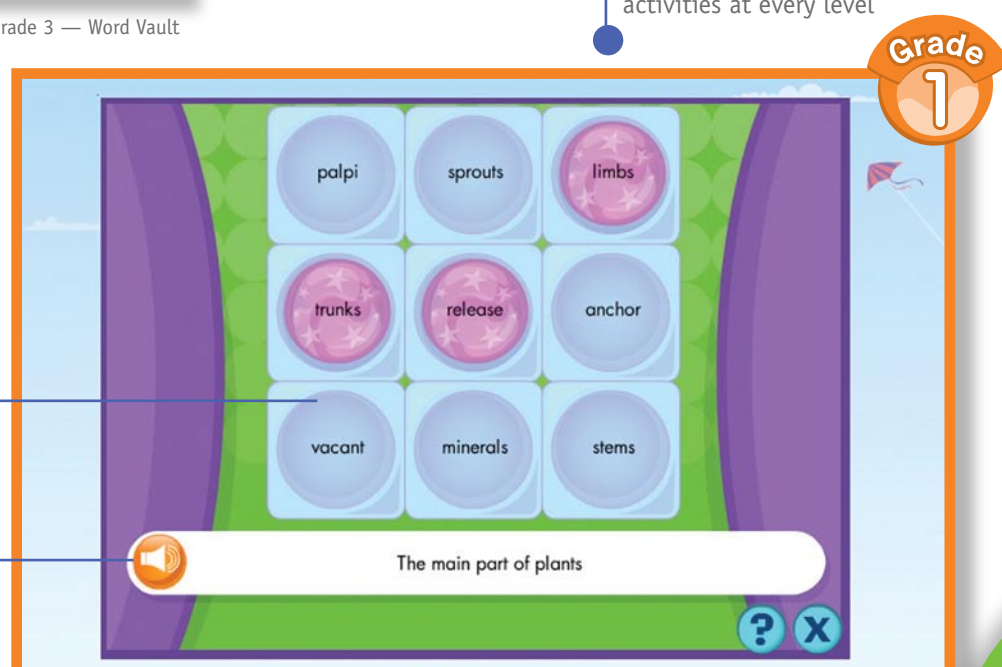 activities at every level
rade 3 — Word Vault
Grade
1
palpi sprouts limbs
trunks release anchor
vacant minerals stems
The main part of plants
? X